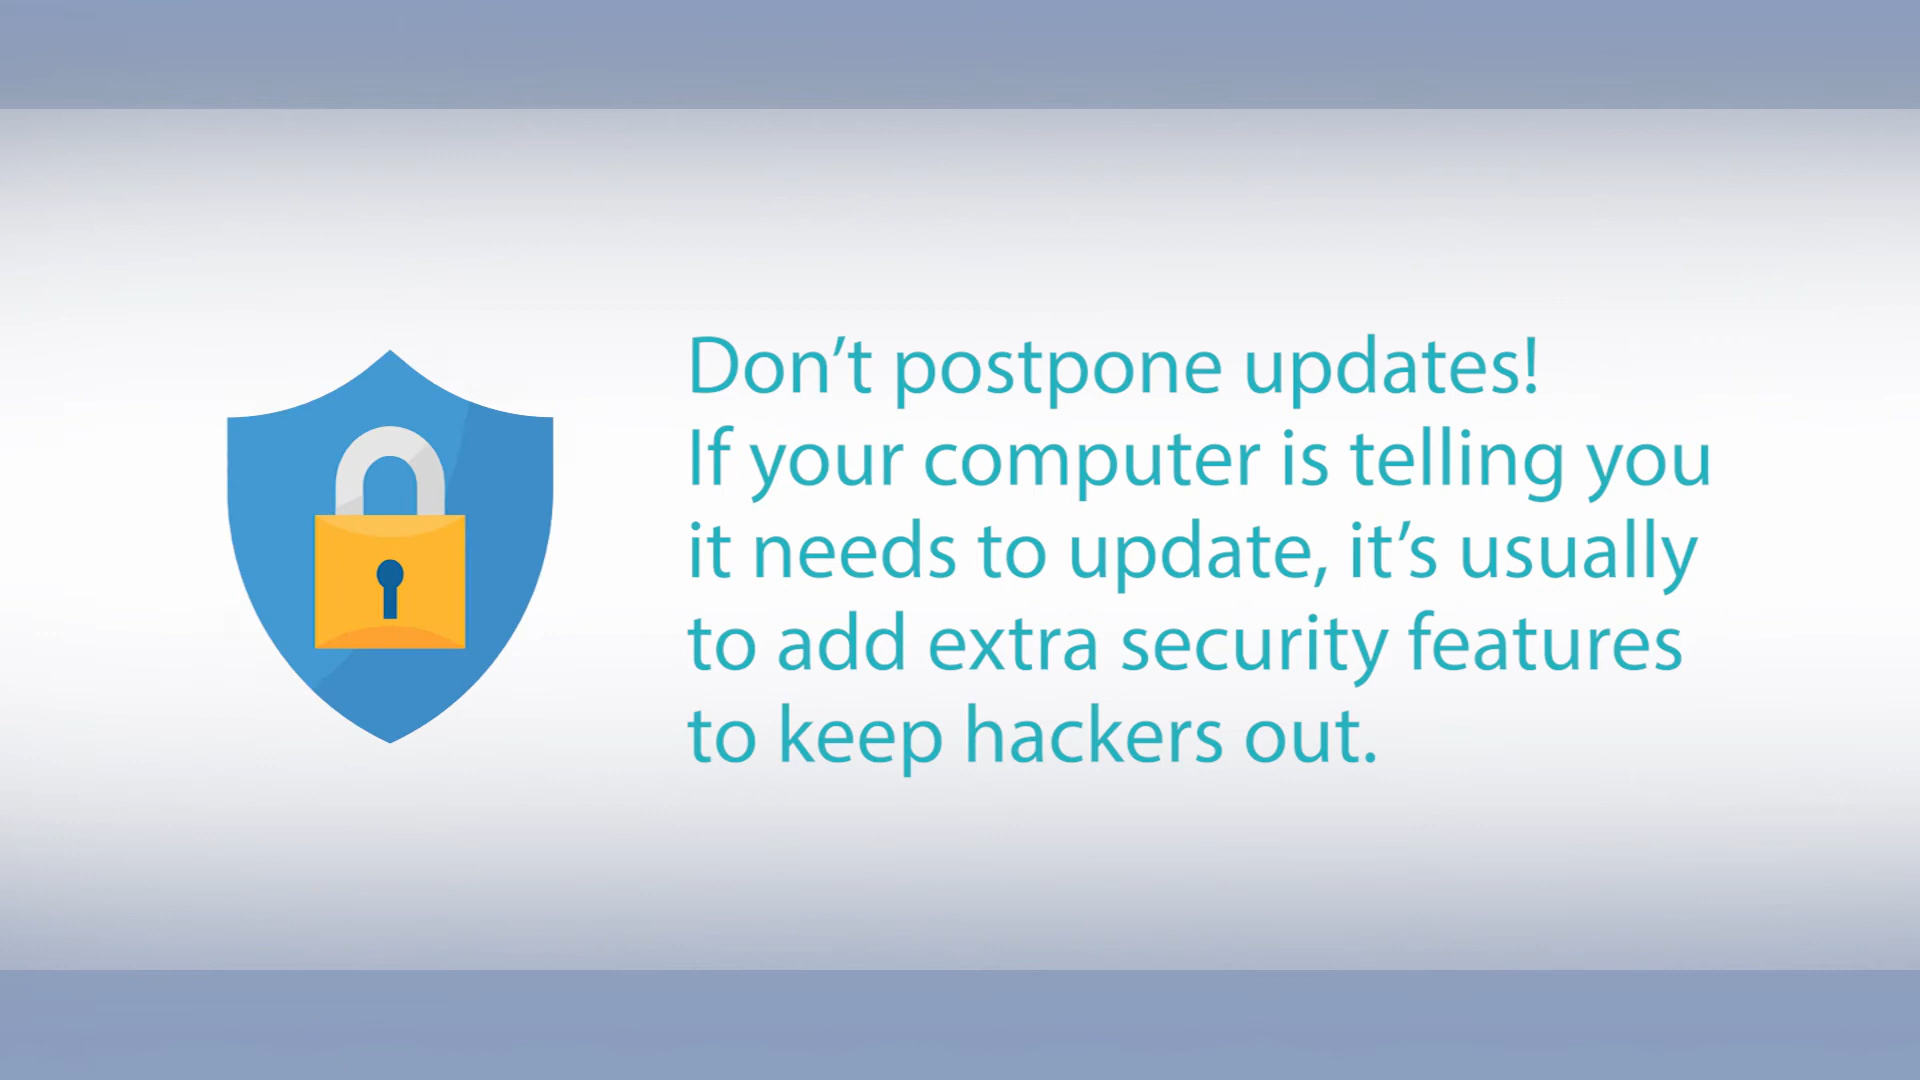 Don’t postpone updates!
If your computer is telling you
it needs to update, it’s usually
to add extra security features
to keep hackers out.